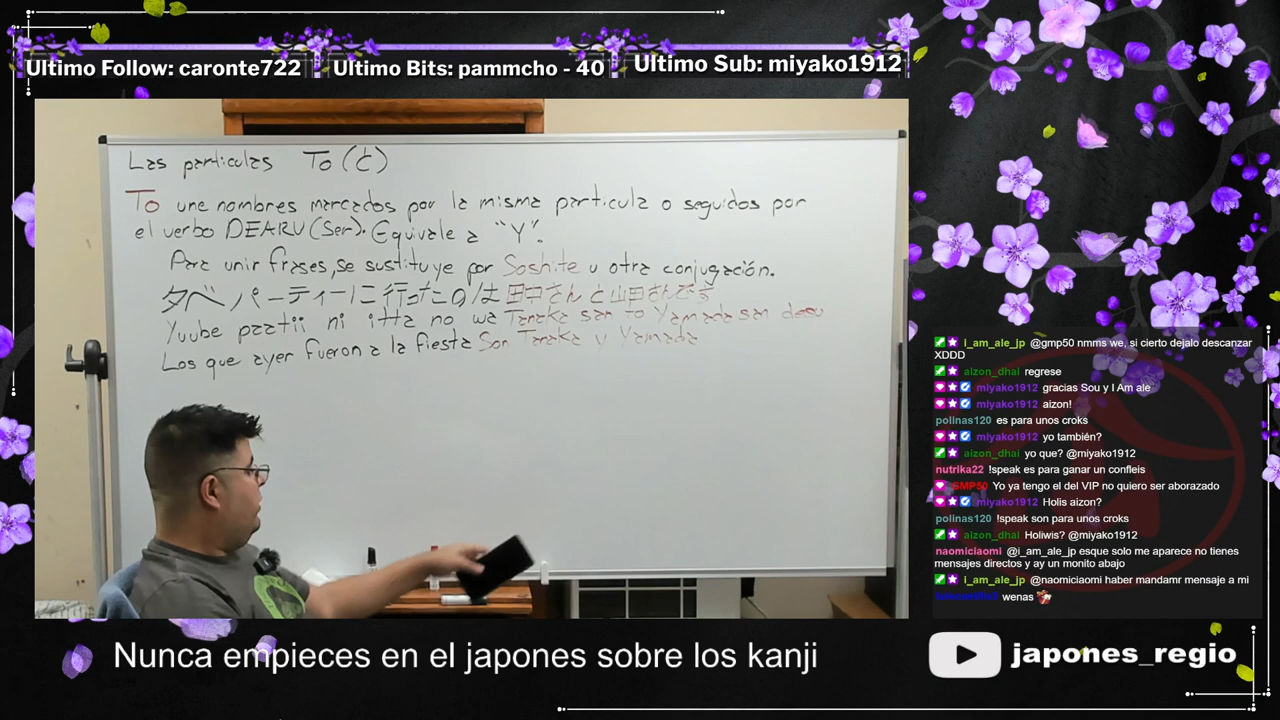 Ultimo Follow: caronte722
Ultimo Bits: pammcho - 40
Ultimo Sub: miyako1912
Las particulas To (と)
To une nombres marcados por la misma particula o seguidos por
el verbo DEARU (Ser). Equivale a "Y".
Para unir frases, se sustituye por Soshite u otra conjugación.
夕べ パーティーに行ったのは田中さんと山田さんです
Yuube paatii ni itta no wa Tanaka san to Yamada san desu
Los que ayer fueron a la fiesta Son Tanaka y Yamada
i_am_ale_jp @gmp50 nmms we, si cierto dejalo descanzar
XDDD
aizon_dhai regrese
miyako1912 gracias Sou y I Am ale
miyako1912 aizon!
polinas120 es para unos croks
miyako1912 yo también?
aizon_dhai yo que? @miyako1912
nutrika22 !speak es para ganar un confleis
GMP50 Yo ya tengo el del VIP no quiero ser aborazado
miyako1912 Holis aizon?
polinas120 !speak son para unos croks
aizon_dhai Holiwis? @miyako1912
naomiciaomi @i_am_ale_jp esque solo me aparece no tienes
mensajes directos y ay un monito abajo
i_am_ale_jp @naomiciaomi haber mandamr mensaje a mi
wenas
Nunca empieces en el japones sobre los kanji
japones_regio